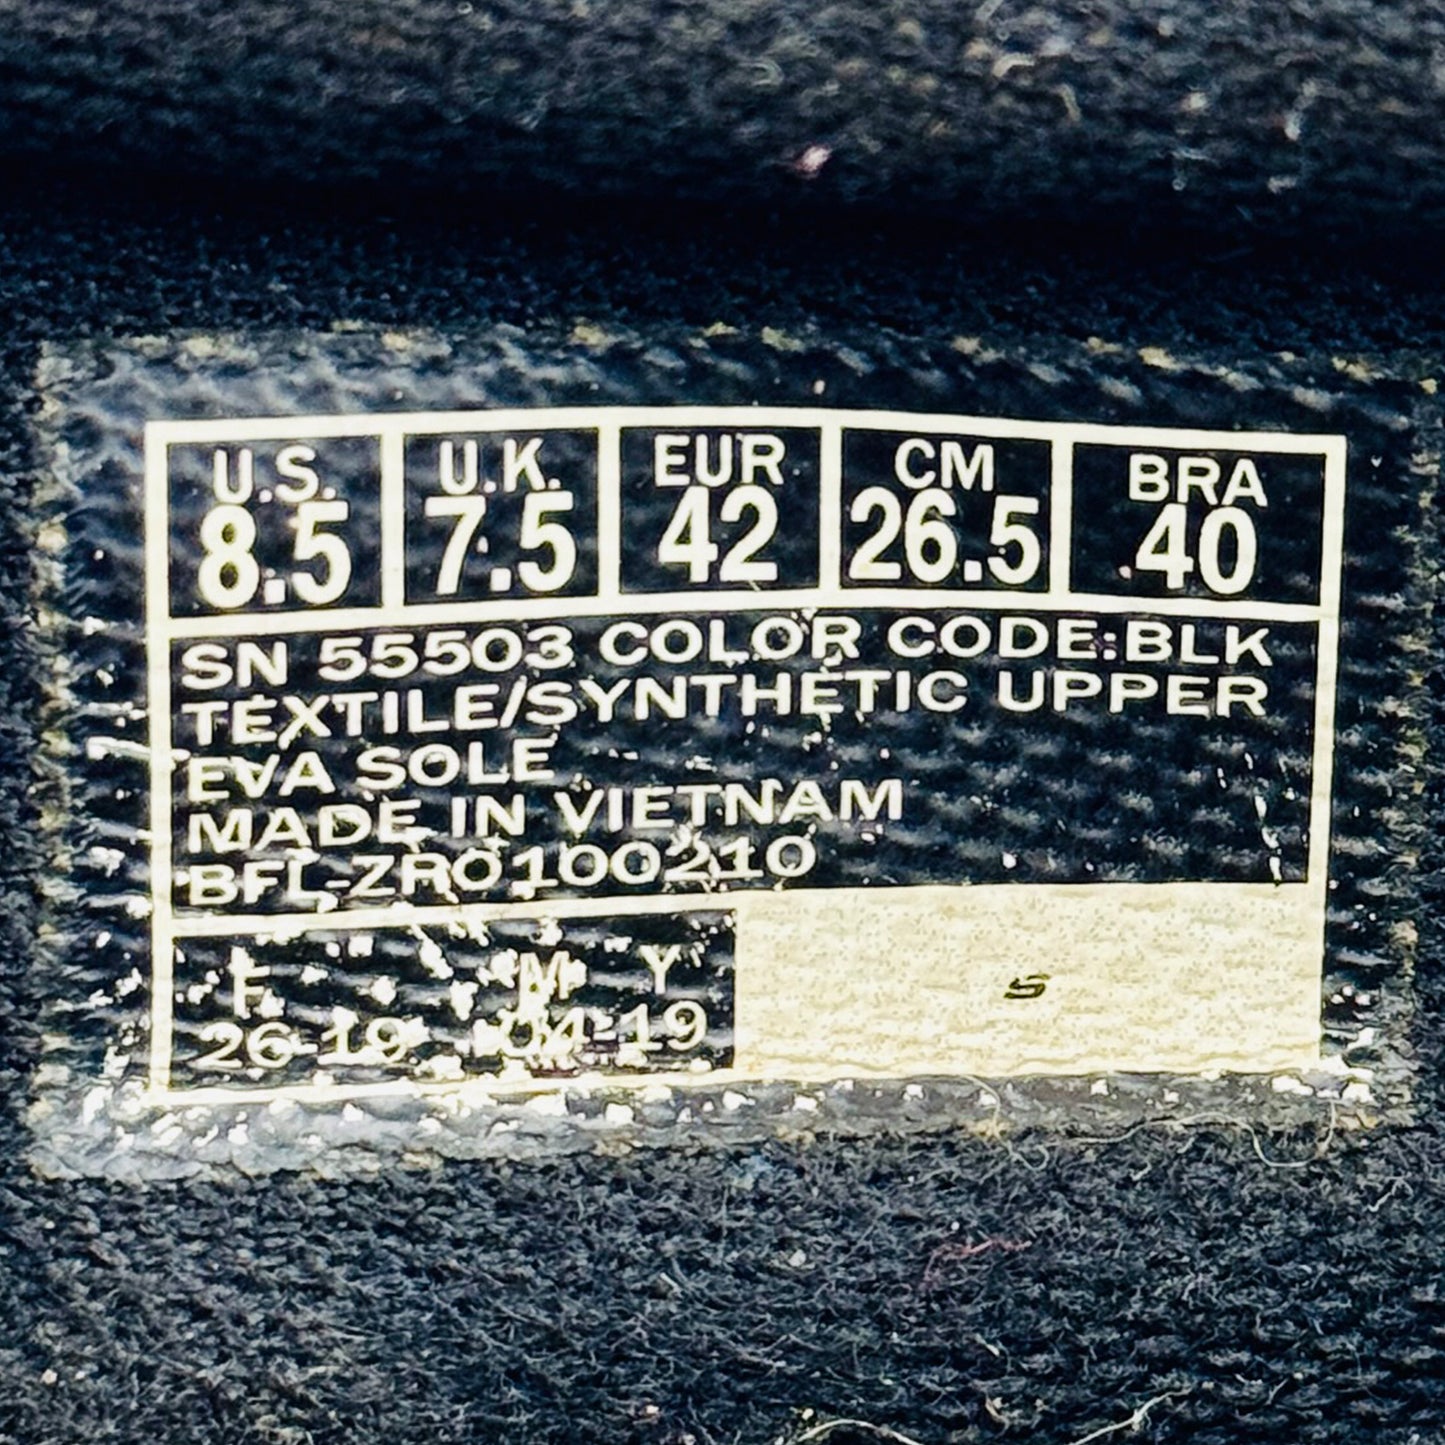 U.S. U.K. EUR CM BRA
8.5 7.5 42 26.5 40
SN 55503 COLOR CODE:BLK
TEXTILE/SYNTHETIC UPPER
EVA SOLE
MADE IN VIETNAM
BFL-ZRO100210
F M Y
26-19 04-19
S